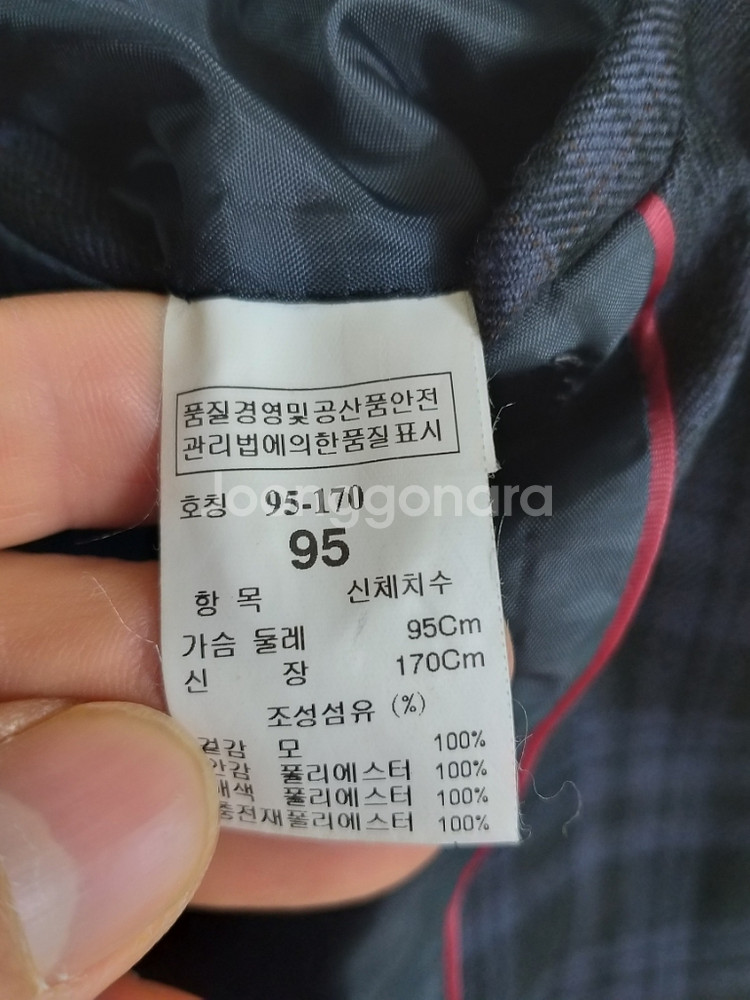 품질경영및공산품안전
관리법에의한품질표시
joonggonara
호칭 95-170
95
항 목 신체치수
가슴 둘레 95Cm
신 장 170Cm
조성섬유 (%)
겉감 모 100%
안감 폴리에스터 100%
배색 폴리에스터 100%
충전재폴리에스터 100%